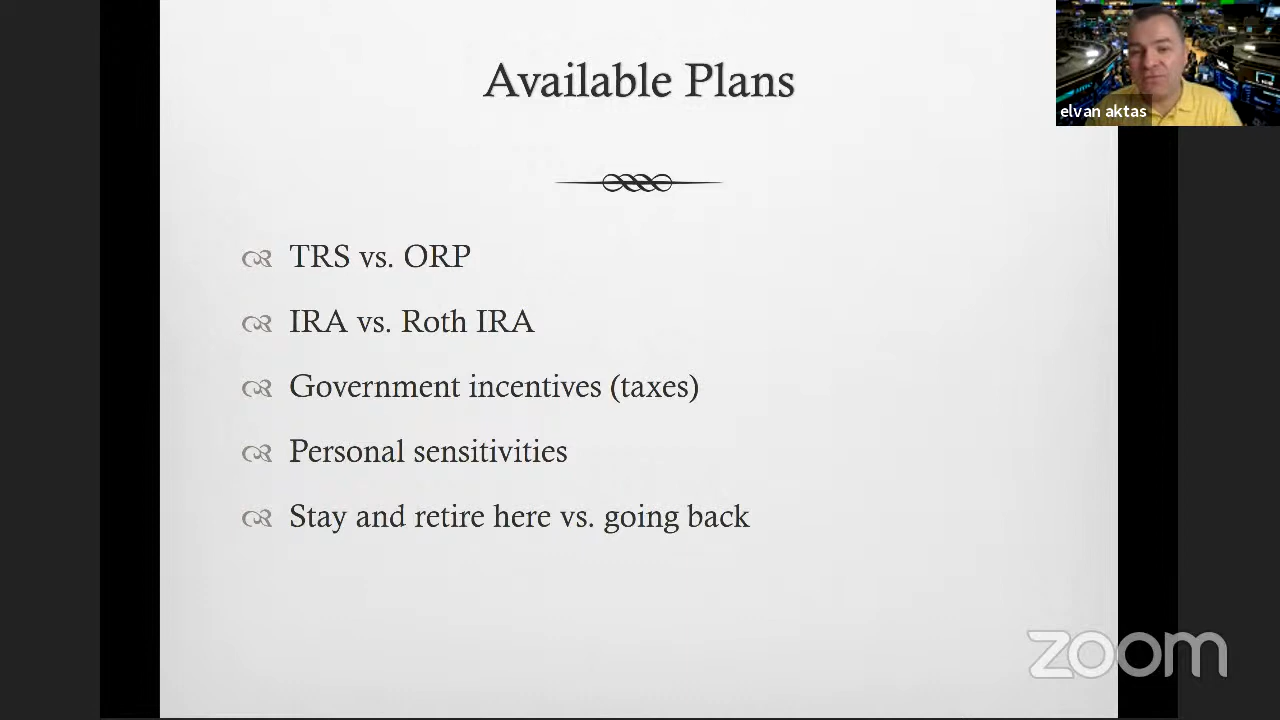 Available Plans
elvan aktas
TRS vs. ORP
IRA vs. Roth IRA
Government incentives (taxes)
Personal sensitivities
Stay and retire here vs. going back
zoom